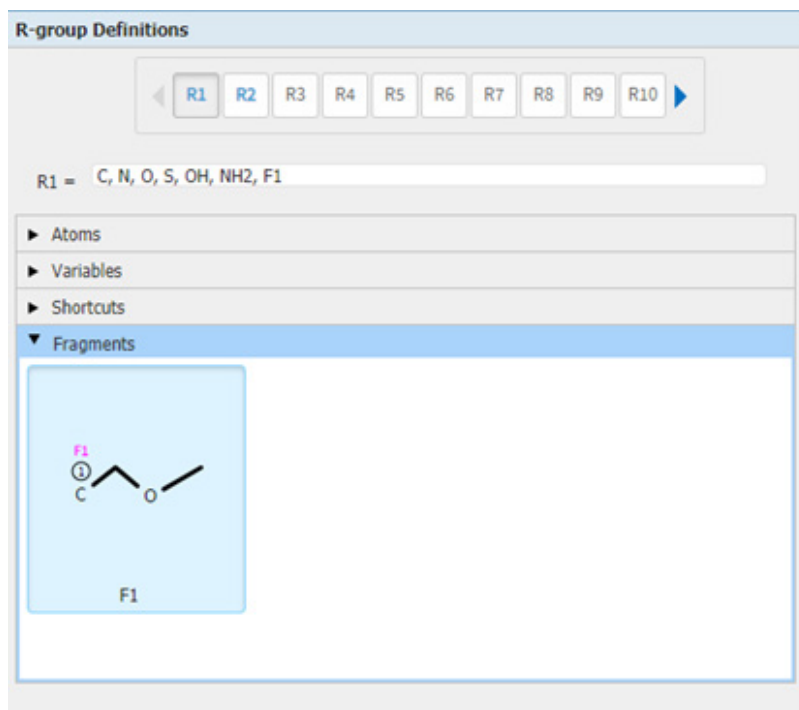 R-group Definitions
R1 R2 R3 R4 R5 R6 R7 R8 R9 R10
R1 = C, N, O, S, OH, NH2, F1
Atoms
Variables
Shortcuts
Fragments
F1
1
C
O
F1